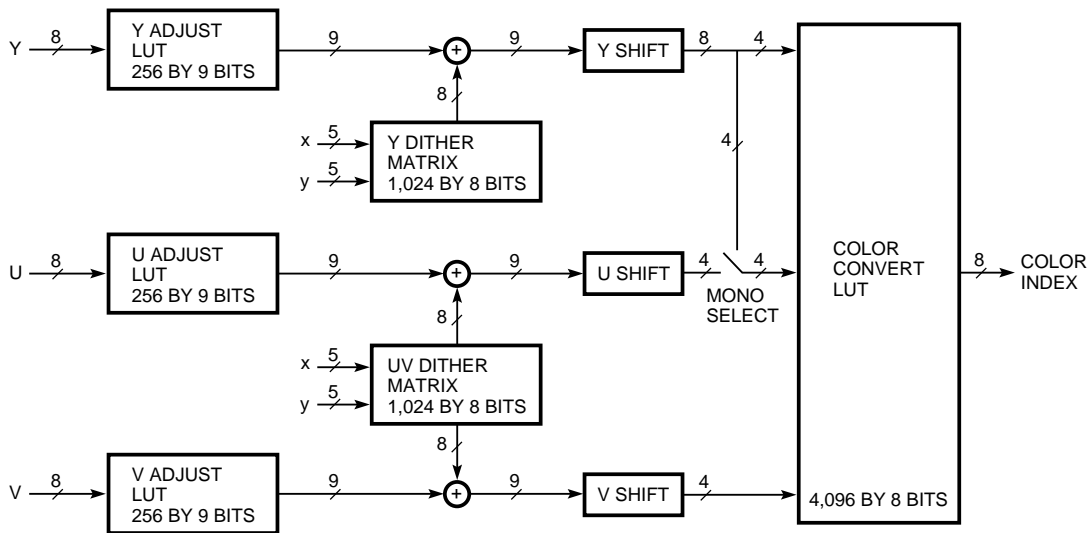 Y
8
Y ADJUST
LUT
256 BY 9 BITS
9
+
9
Y SHIFT
8
4
8
x
5
y
5
Y DITHER
MATRIX
1,024 BY 8 BITS
4
U
8
U ADJUST
LUT
256 BY 9 BITS
9
+
9
U SHIFT
4
4
MONO
SELECT
COLOR
CONVERT
LUT
8
COLOR
INDEX
8
x
5
y
5
UV DITHER
MATRIX
1,024 BY 8 BITS
8
V
8
V ADJUST
LUT
256 BY 9 BITS
9
+
9
V SHIFT
4
4,096 BY 8 BITS